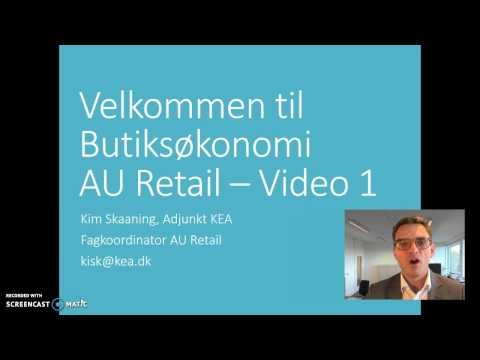 Velkommen til
Butiksøkonomi
AU Retail – Video 1
Kim Skaaning, Adjunkt KEA
Fagkoordinator AU Retail
kisk@kea.dk
RECORDED WITH
SCREENCAST MATIC